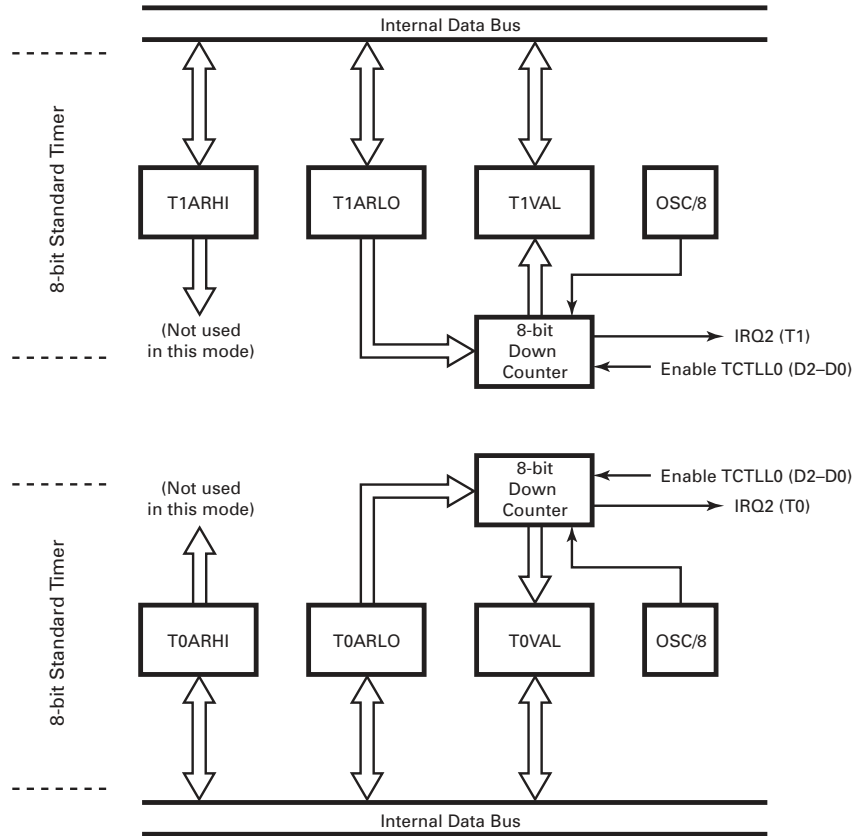 Internal Data Bus
8-bit Standard Timer
T1ARHI
T1ARLO
T1VAL
OSC/8
(Not used
in this mode)
8-bit
Down
Counter
IRQ2 (T1)
Enable TCTLL0 (D2–D0)
8-bit Standard Timer
(Not used
in this mode)
8-bit
Down
Counter
Enable TCTLL0 (D2–D0)
IRQ2 (T0)
T0ARHI
T0ARLO
T0VAL
OSC/8
Internal Data Bus